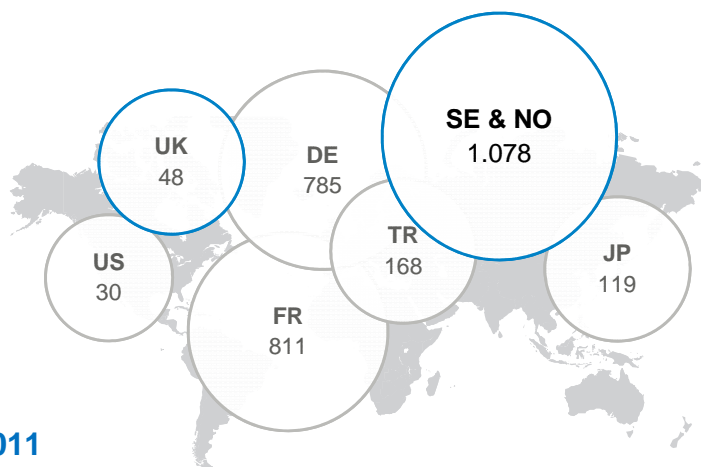 SE & NO
1.078
UK
48
DE
785
TR
168
US
30
JP
119
FR
811
011